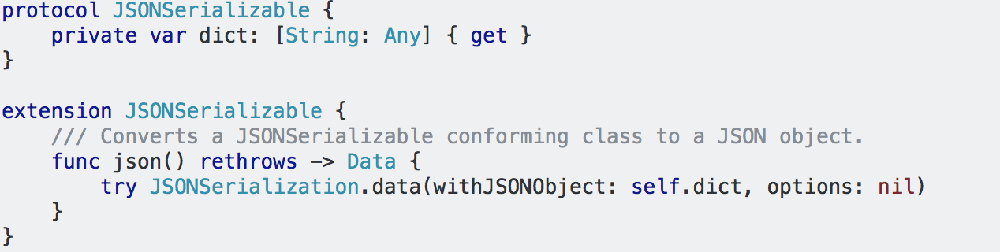 protocol JSONSerializable {
    private var dict: [String: Any] { get }
}

extension JSONSerializable {
    /// Converts a JSONSerializable conforming class to a JSON object.
    func json() rethrows -> Data {
        try JSONSerialization.data(withJSONObject: self.dict, options: nil)
    }
}